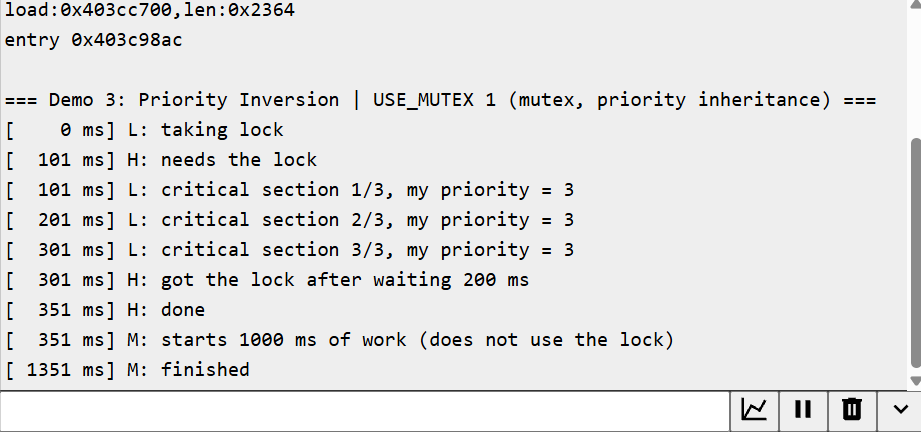 load:0x403cc700,len:0x2364
entry 0x403c98ac

=== Demo 3: Priority Inversion | USE_MUTEX 1 (mutex, priority inheritance) ===
[    0 ms] L: taking lock
[  101 ms] H: needs the lock
[  101 ms] L: critical section 1/3, my priority = 3
[  201 ms] L: critical section 2/3, my priority = 3
[  301 ms] L: critical section 3/3, my priority = 3
[  301 ms] H: got the lock after waiting 200 ms
[  351 ms] H: done
[  351 ms] M: starts 1000 ms of work (does not use the lock)
[ 1351 ms] M: finished